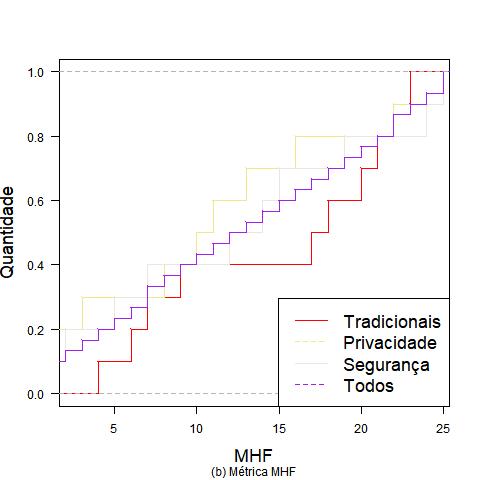 Quantidade
1.0
0.8
0.6
0.4
0.2
0.0
Tradicionais
Privacidade
Segurança
Todos
5
10
15
20
25
MHF
(b) Métrica MHF